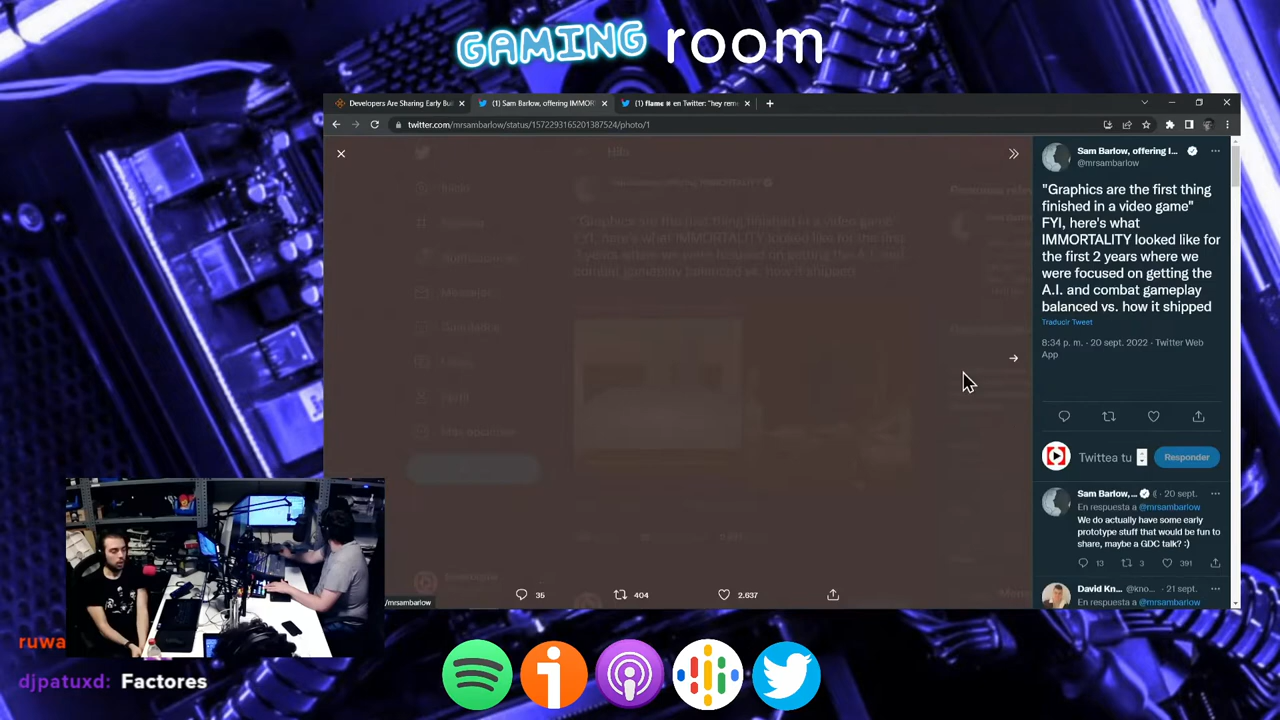 GAMING room
Developers Are Sharing Early Bu
(1) Sam Barlow, offering IMMOR
(1) flame en Twitter: "hey rem
twitter.com/mrsambarlow/status/1572293165201387524/photo/1
Sam Barlow, offering I...
@mrsambarlow
"Graphics are the first thing
finished in a video game"
FYI, here's what
IMMORTALITY looked like for
the first 2 years where we
were focused on getting the
A.I. and combat gameplay
balanced vs. how it shipped
Traducir Tweet
8:34 p. m. · 20 sept. 2022 · Twitter Web
App
Twittea tu
Responder
Sam Barlow,... · 20 sept.
En respuesta a @mrsambarlow
We do actually have some early
prototype stuff that would be fun to
share, maybe a GDC talk? :)
13 3 391
David Kn... @kno... · 21 sept.
En respuesta a @mrsambarlow
35 404 2.637
/mrsambarlow
ruwa
djpatuxd: Factores